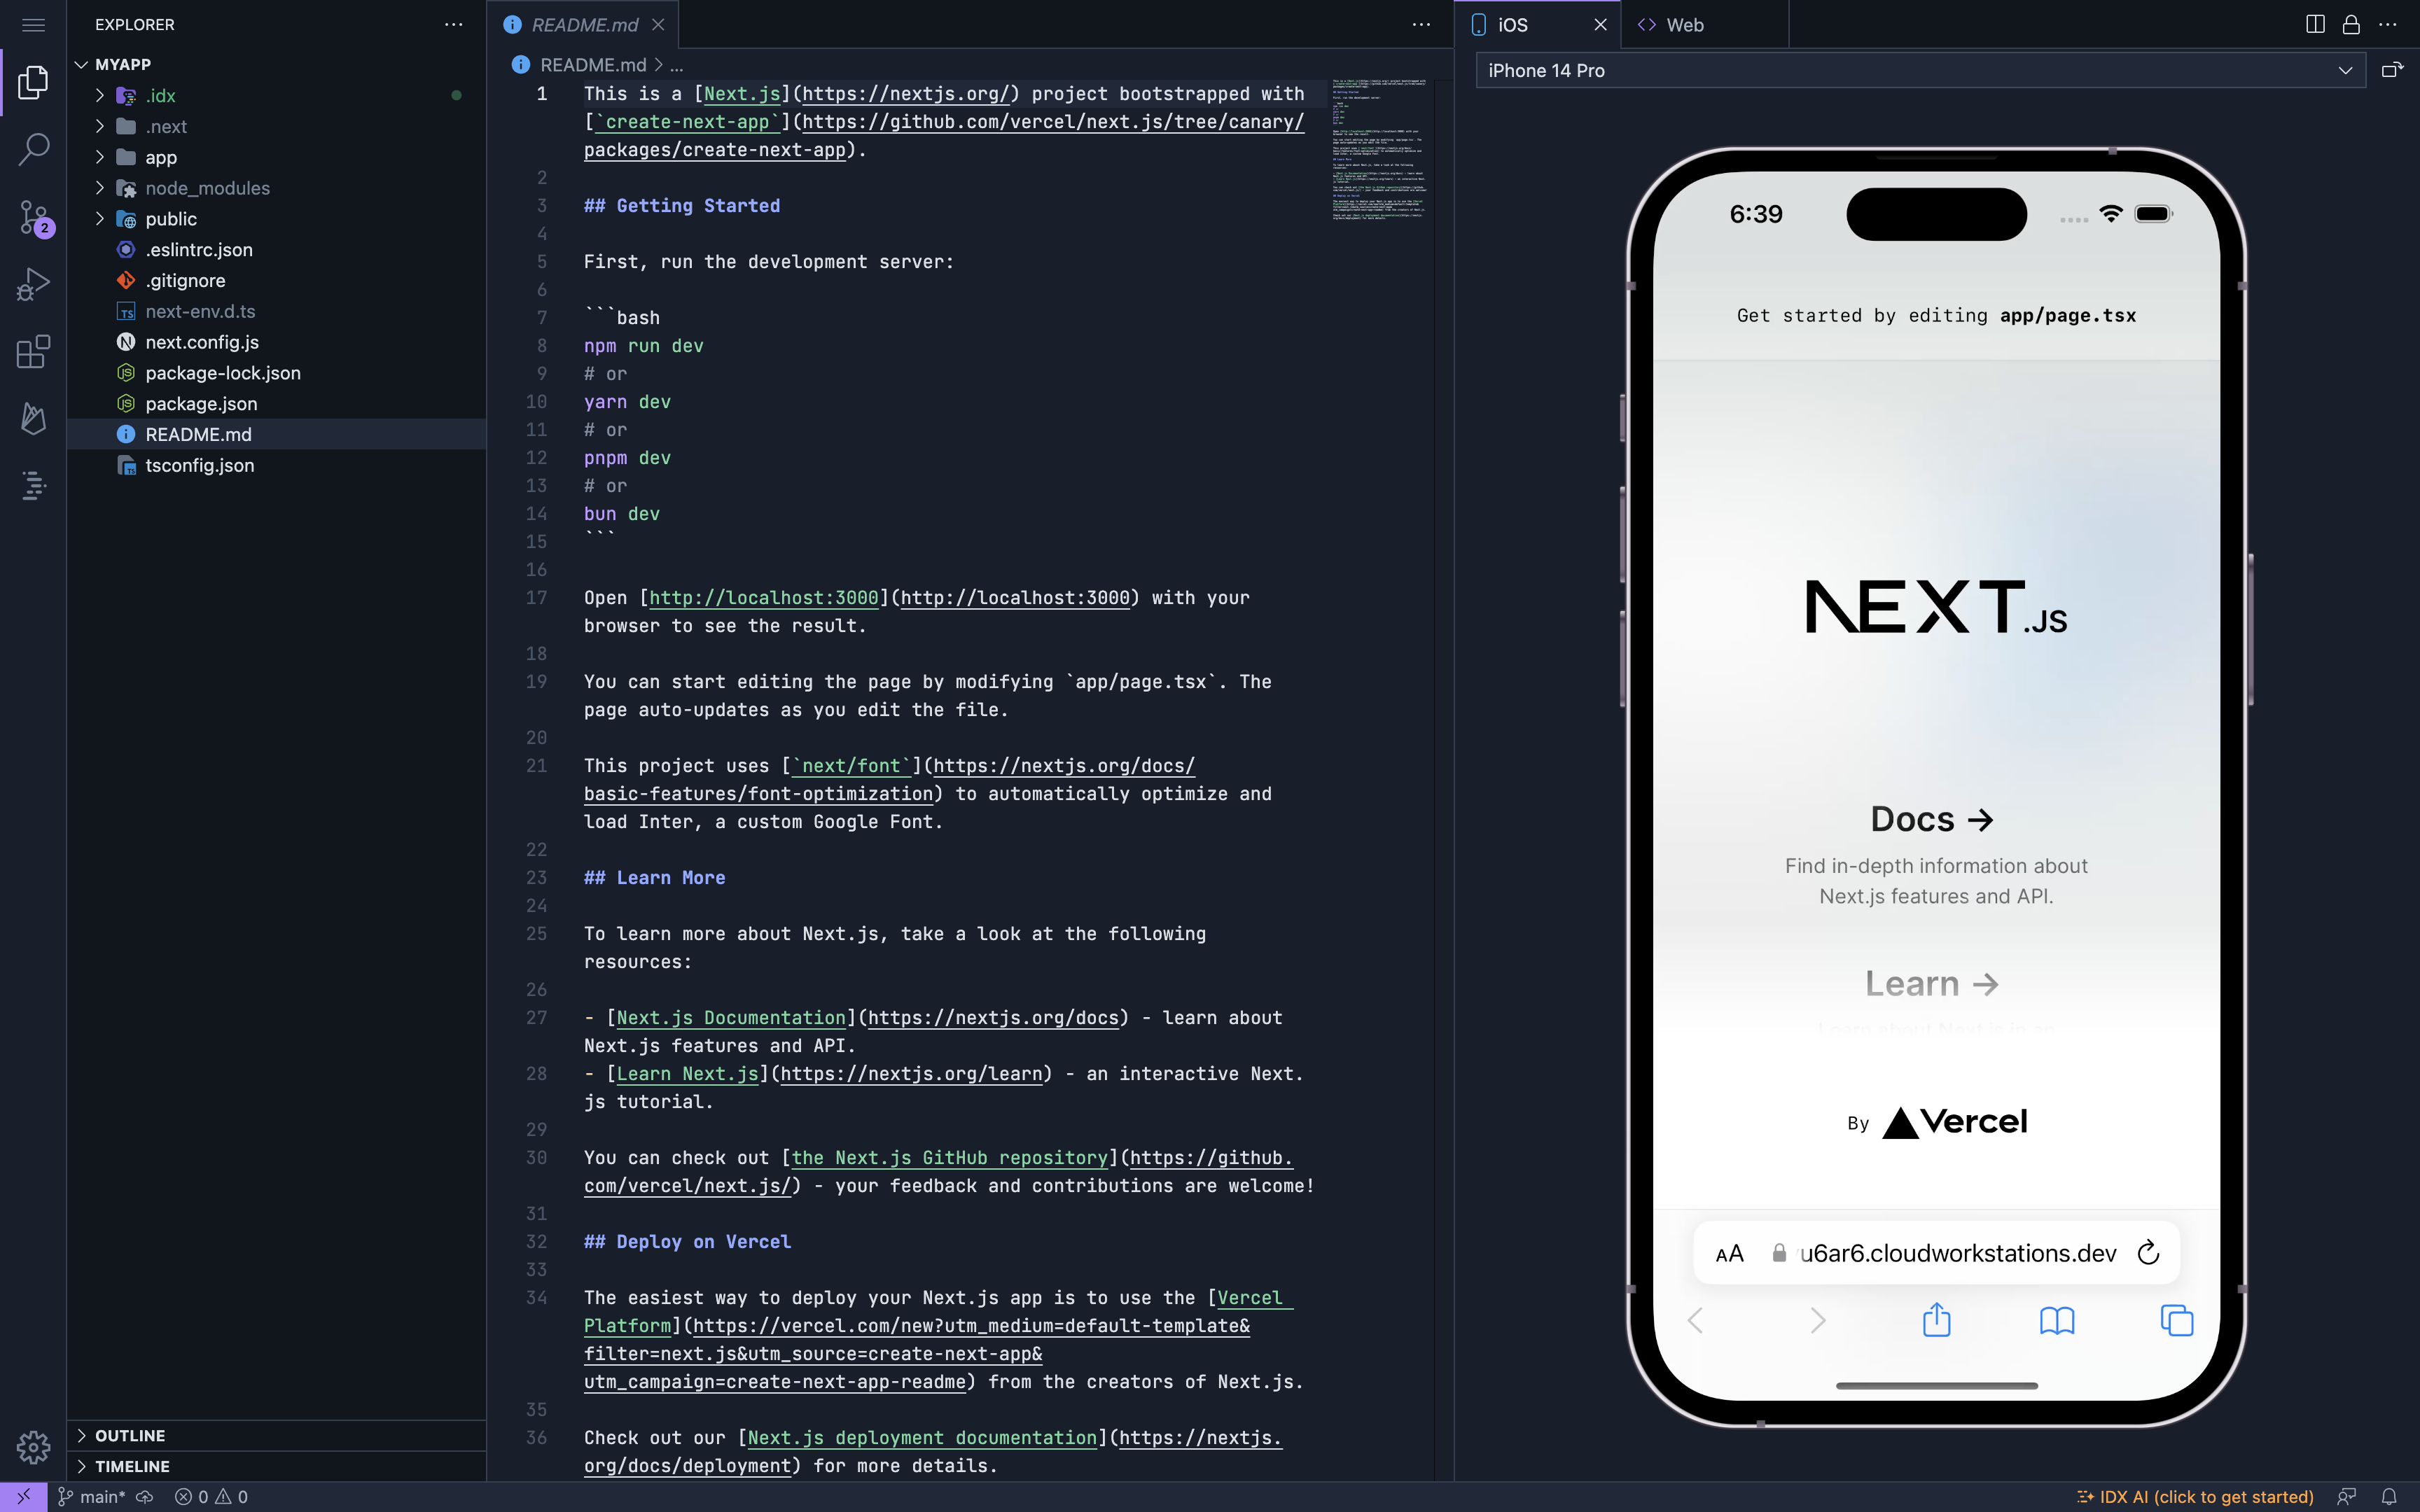 EXPLORER
MYAPP
.idx
.next
app
node_modules
public
.eslintrc.json
.gitignore
next-env.d.ts
next.config.js
package-lock.json
package.json
README.md
tsconfig.json
OUTLINE
TIMELINE
2
README.md
README.md > ...
1 This is a [Next.js](https://nextjs.org/) project bootstrapped with
[`create-next-app`](https://github.com/vercel/next.js/tree/canary/
packages/create-next-app).
2
3 ## Getting Started
4
5 First, run the development server:
6
7 ```bash
8 npm run dev
9 # or
10 yarn dev
11 # or
12 pnpm dev
13 # or
14 bun dev
15 ```
16
17 Open [http://localhost:3000](http://localhost:3000) with your
browser to see the result.
18
19 You can start editing the page by modifying `app/page.tsx`. The
page auto-updates as you edit the file.
20
21 This project uses [`next/font`](https://nextjs.org/docs/
basic-features/font-optimization) to automatically optimize and
load Inter, a custom Google Font.
22
23 ## Learn More
24
25 To learn more about Next.js, take a look at the following
resources:
26
27 - [Next.js Documentation](https://nextjs.org/docs) - learn about
Next.js features and API.
28 - [Learn Next.js](https://nextjs.org/learn) - an interactive Next.
js tutorial.
29
30 You can check out [the Next.js GitHub repository](https://github.
com/vercel/next.js/) - your feedback and contributions are welcome!
31
32 ## Deploy on Vercel
33
34 The easiest way to deploy your Next.js app is to use the [Vercel
Platform](https://vercel.com/new?utm_medium=default-template&
filter=next.js&utm_source=create-next-app&
utm_campaign=create-next-app-readme) from the creators of Next.js.
35
36 Check out our [Next.js deployment documentation](https://nextjs.
org/docs/deployment) for more details.
iOS
Web
iPhone 14 Pro
6:39
Get started by editing app/page.tsx
NEXT.JS
Docs ->
Find in-depth information about
Next.js features and API.
Learn ->
Learn about Next.js in an
By Vercel
AA u6ar6.cloudworkstations.dev
main* 0 0
IDX AI (click to get started)